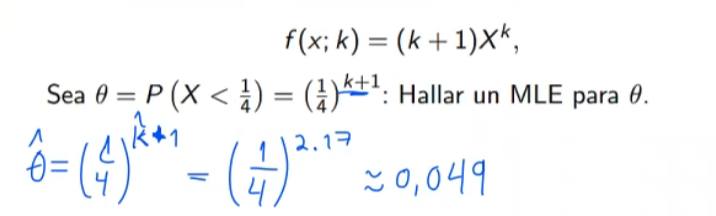 f(x; k) = (k + 1)X^k,
Sea θ = P(X < 1/4) = (1/4)^{k+1}: Hallar un MLE para θ.
θ̂ = (1/4)^{k̂+1} = (1/4)^{2.17} ≈ 0,049